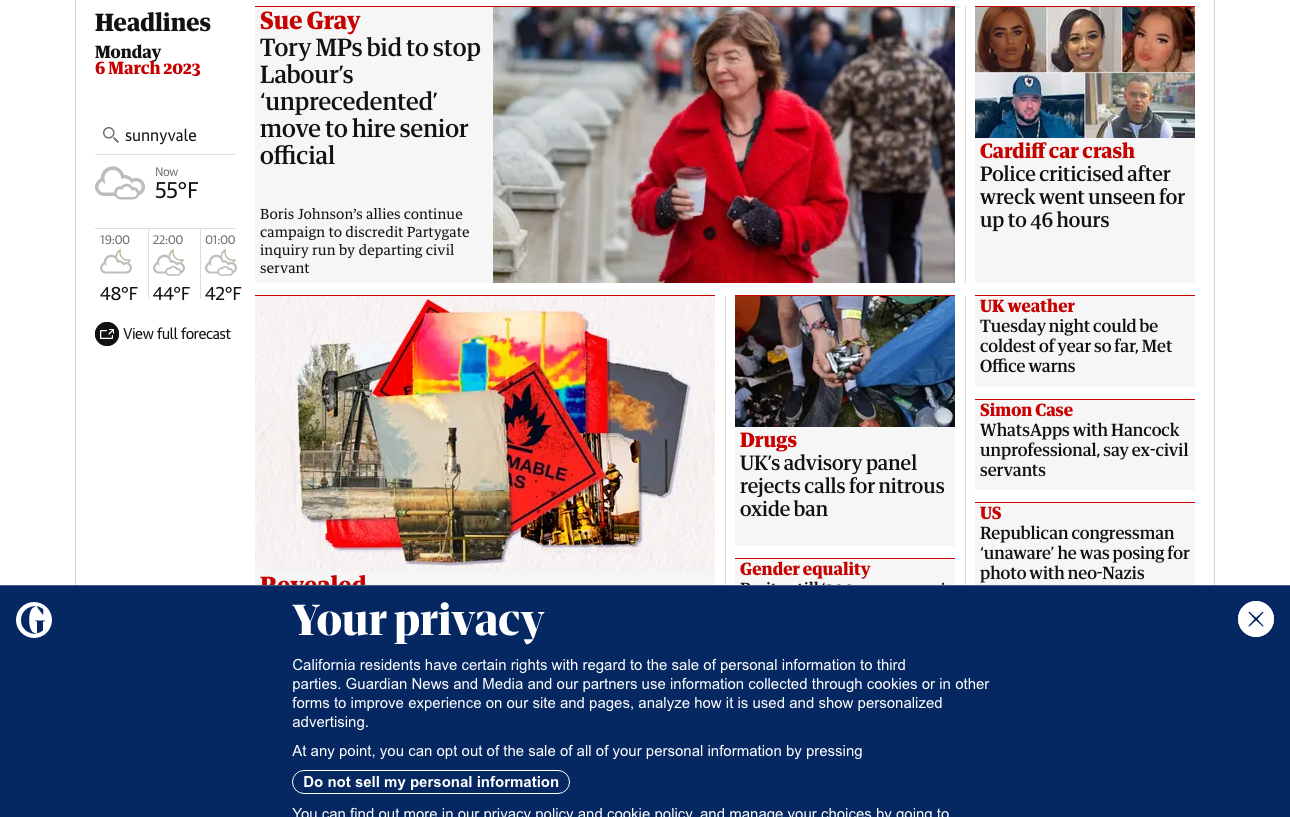 Headlines
Monday
6 March 2023
sunnyvale
Now
55°F
19:00
22:00
01:00
48°F
44°F
42°F
View full forecast
Sue Gray
Tory MPs bid to stop
Labour’s
‘unprecedented’
move to hire senior
official
Boris Johnson’s allies continue
campaign to discredit Partygate
inquiry run by departing civil
servant
Cardiff car crash
Police criticised after
wreck went unseen for
up to 46 hours
Revealed
Drugs
UK’s advisory panel
rejects calls for nitrous
oxide ban
Gender equality
UK weather
Tuesday night could be
coldest of year so far, Met
Office warns
Simon Case
WhatsApps with Hancock
unprofessional, say ex-civil
servants
US
Republican congressman
‘unaware’ he was posing for
photo with neo-Nazis
G
Your privacy
California residents have certain rights with regard to the sale of personal information to third
parties. Guardian News and Media and our partners use information collected through cookies or in other
forms to improve experience on our site and pages, analyze how it is used and show personalized
advertising.
At any point, you can opt out of the sale of all of your personal information by pressing
Do not sell my personal information
You can find out more in our privacy policy and cookie policy, and manage your choices by going to